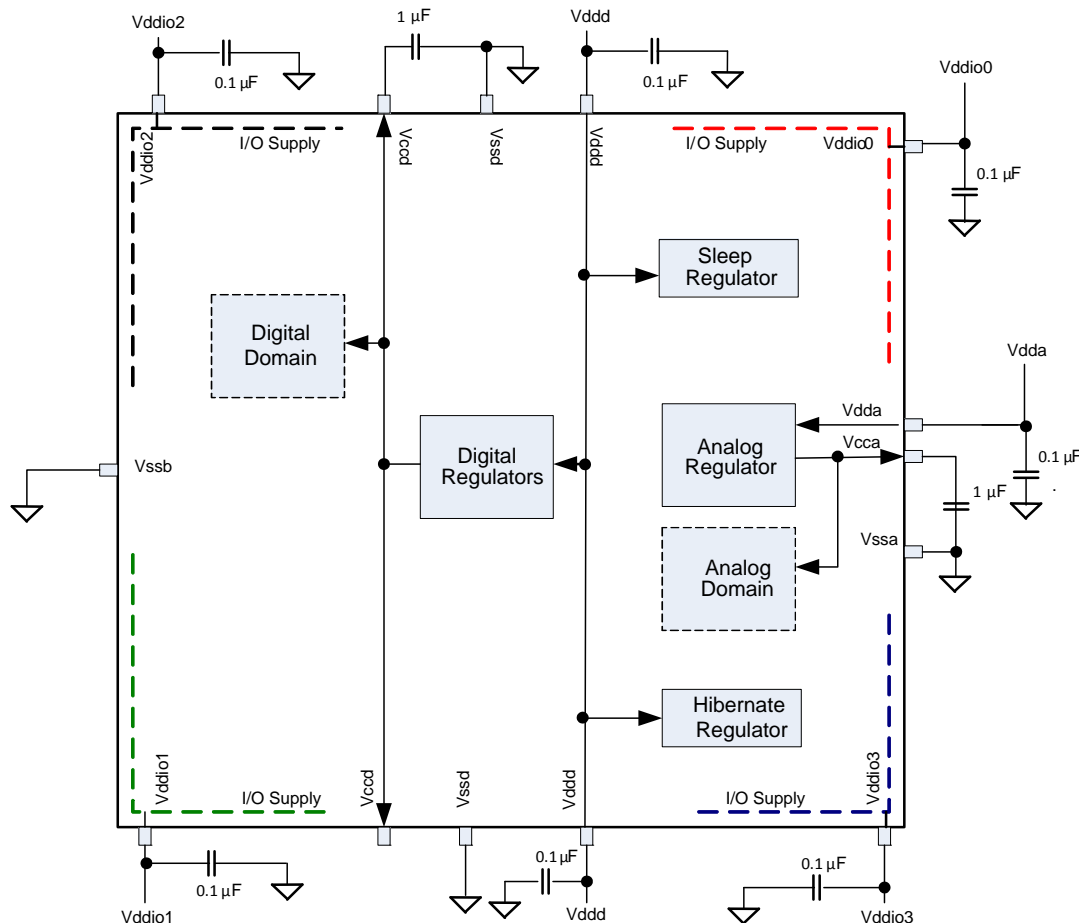 Vddio2
1 µF
Vddd
0.1 µF
0.1 µF
Vddio0
I/O Supply
I/O Supply
Vddio0
Vddio2
Vccd
Vssd
Vddd
0.1 µF
Sleep
Regulator
Digital
Domain
Vdda
Vdda
Vcca
Analog
Regulator
Digital
Regulators
Vssb
0.1 µF
.
1 µF
Vssa
Analog
Domain
Hibernate
Regulator
Vddio1
Vccd
Vssd
Vddd
Vddio3
I/O Supply
I/O Supply
0.1 µF
0.1 µF
0.1 µF
Vddio1
Vddd
Vddio3